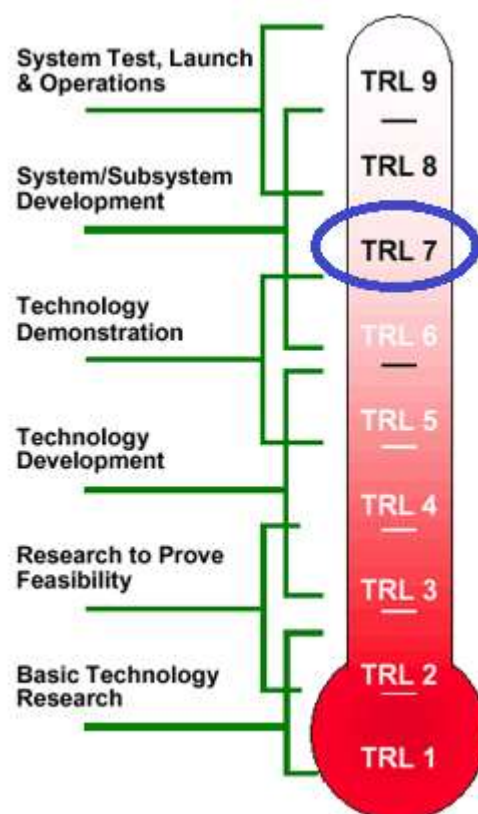 System Test, Launch
& Operations
System/Subsystem
Development
Technology
Demonstration
Technology
Development
Research to Prove
Feasibility
Basic Technology
Research
TRL 9
TRL 8
TRL 7
TRL 6
TRL 5
TRL 4
TRL 3
TRL 2
TRL 1